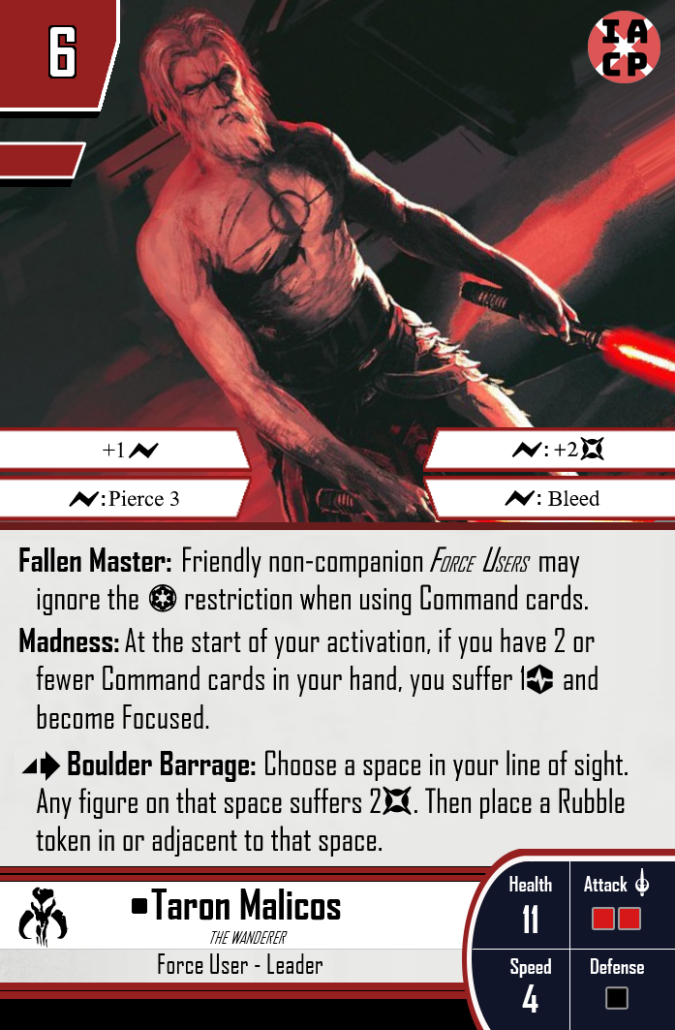 6
IA
CP
+1
: +2
:Pierce 3
: Bleed
Fallen Master: Friendly non-companion FORCE USERS may
ignore the restriction when using Command cards.
Madness: At the start of your activation, if you have 2 or
fewer Command cards in your hand, you suffer 1 and
become Focused.
Boulder Barrage: Choose a space in your line of sight.
Any figure on that space suffers 2. Then place a Rubble
token in or adjacent to that space.
Taron Malicos
THE WANDERER
Force User - Leader
Health
11
Attack
Speed
4
Defense